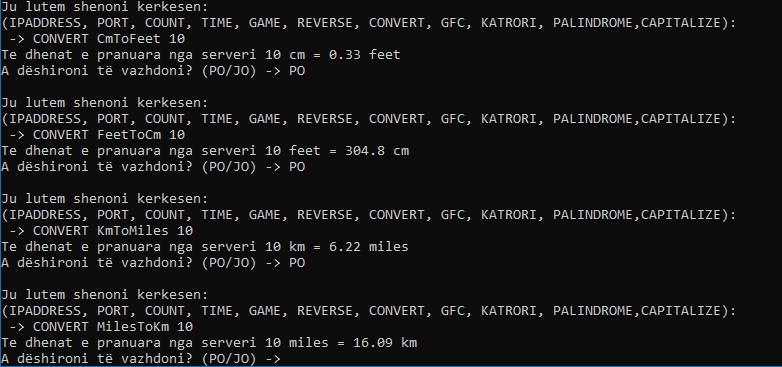 Ju lutem shenoni kerkesen:
(IPADDRESS, PORT, COUNT, TIME, GAME, REVERSE, CONVERT, GFC, KATRORI, PALINDROME,CAPITALIZE):
-> CONVERT CmToFeet 10
Te dhenat e pranuara nga serveri 10 cm = 0.33 feet
A dëshironi të vazhdoni? (PO/JO) -> PO
Ju lutem shenoni kerkesen:
(IPADDRESS, PORT, COUNT, TIME, GAME, REVERSE, CONVERT, GFC, KATRORI, PALINDROME,CAPITALIZE):
-> CONVERT FeetToCm 10
Te dhenat e pranuara nga serveri 10 feet = 304.8 cm
A dëshironi të vazhdoni? (PO/JO) -> PO
Ju lutem shenoni kerkesen:
(IPADDRESS, PORT, COUNT, TIME, GAME, REVERSE, CONVERT, GFC, KATRORI, PALINDROME,CAPITALIZE):
-> CONVERT KmToMiles 10
Te dhenat e pranuara nga serveri 10 km = 6.22 miles
A dëshironi të vazhdoni? (PO/JO) -> PO
Ju lutem shenoni kerkesen:
(IPADDRESS, PORT, COUNT, TIME, GAME, REVERSE, CONVERT, GFC, KATRORI, PALINDROME,CAPITALIZE):
-> CONVERT MilesToKm 10
Te dhenat e pranuara nga serveri 10 miles = 16.09 km
A dëshironi të vazhdoni? (PO/JO) ->